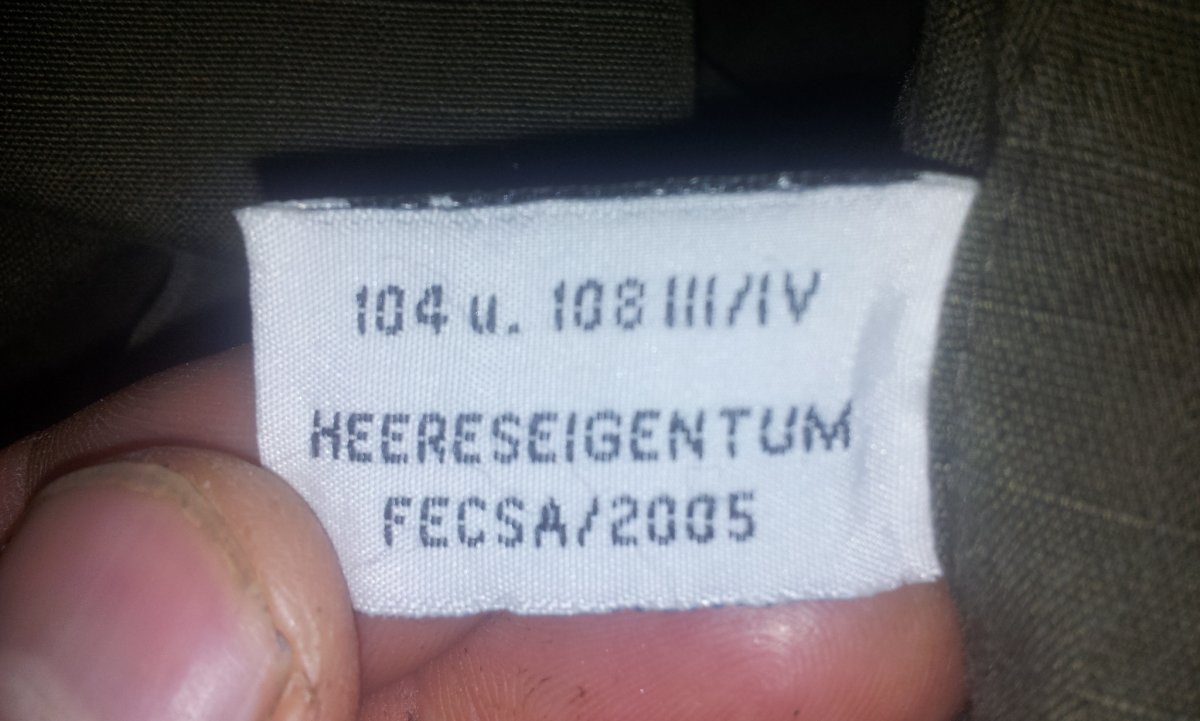 104 u. 108 III/IV
HEERESEIGENTUM
FECSA/2005